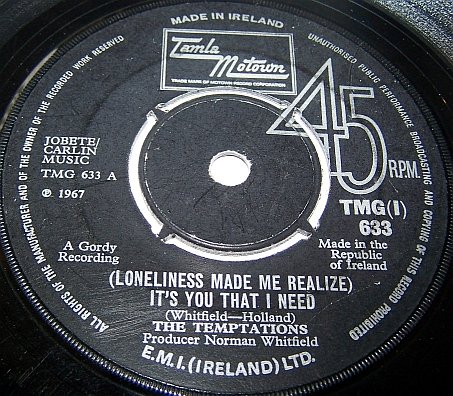 MADE IN IRELAND
Tamla
Motown
TRADE MARK OF MOTOWN RECORD CORPORATION
45
R.P.M.
JOBETE/
CARLIN
MUSIC
TMG 633 A
℗ 1967
TMG(I)
633
A Gordy
Recording
Made in the
Republic
of Ireland
(LONELINESS MADE ME REALIZE)
IT'S YOU THAT I NEED
(Whitfield—Holland)
THE TEMPTATIONS
Producer Norman Whitfield
E.M.I. (IRELAND) LTD.
ALL RIGHTS OF THE MANUFACTURER AND OF THE OWNER OF THE RECORDED WORK RESERVED
UNAUTHORISED PUBLIC PERFORMANCE BROADCASTING AND COPYING OF THIS RECORD PROHIBITED